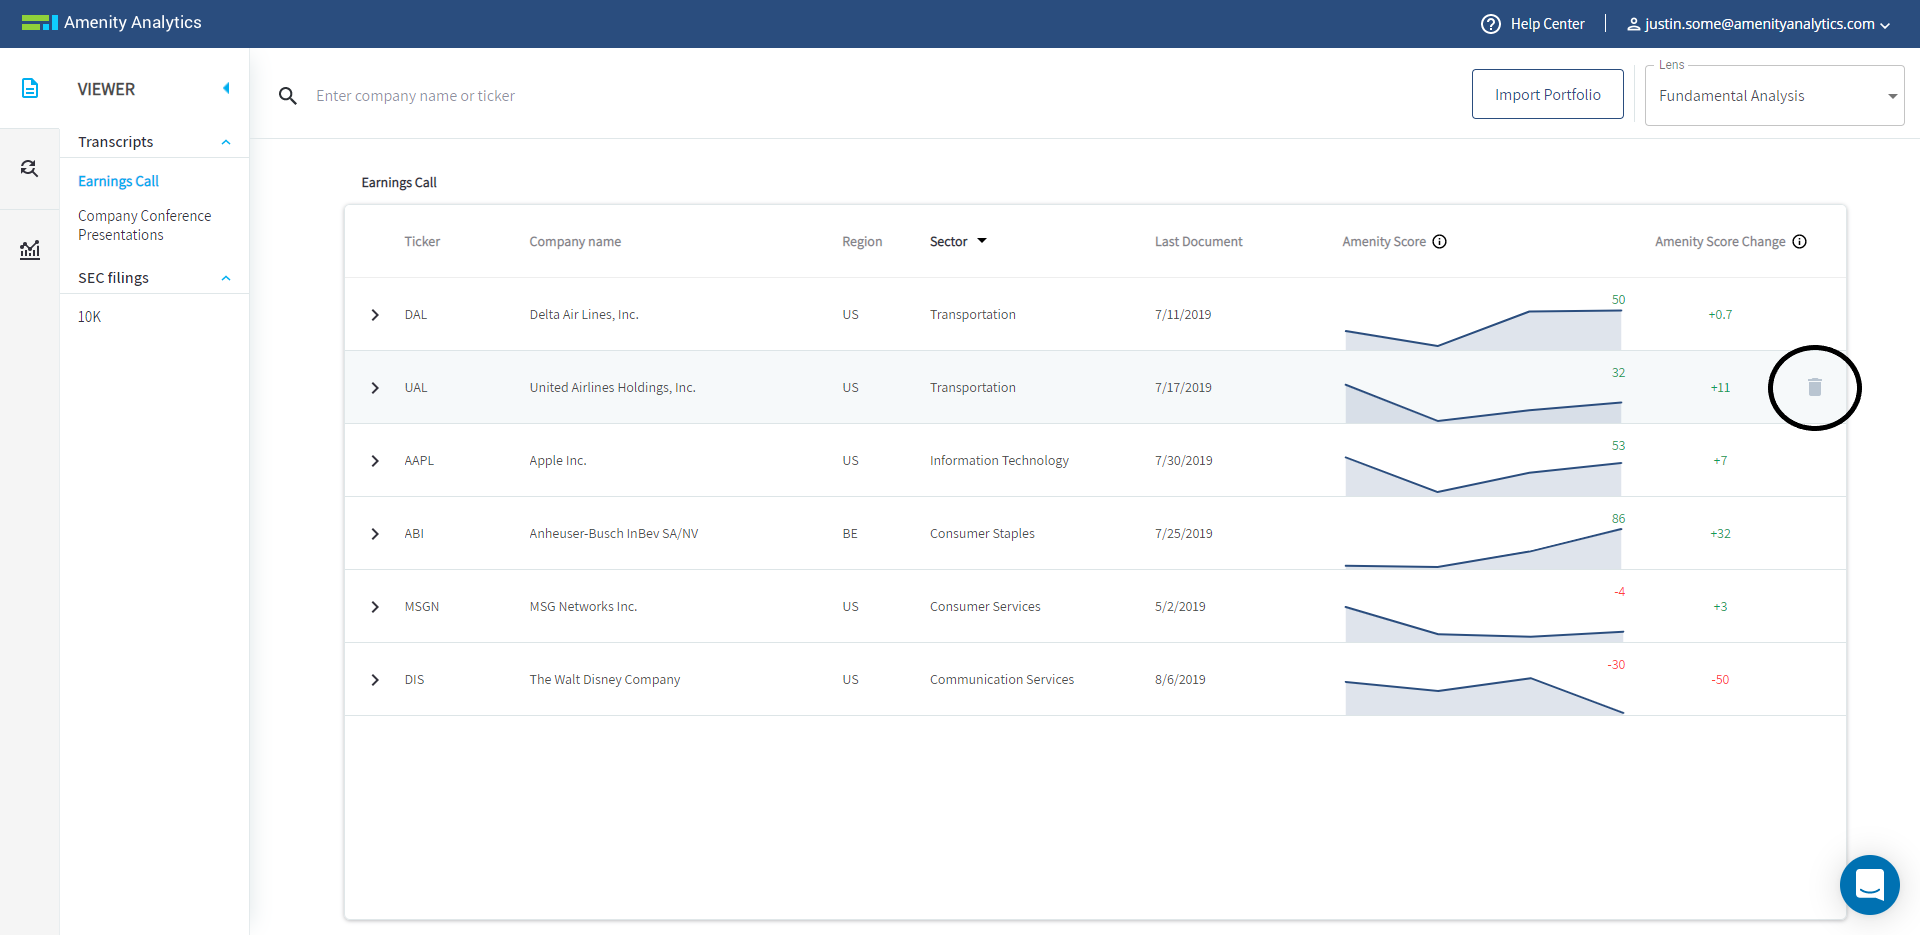 Amenity Analytics
Help Center
justin.some@amenityanalytics.com
VIEWER
Transcripts
Earnings Call
Company Conference
Presentations
SEC filings
10K
Enter company name or ticker
Import Portfolio
Lens
Fundamental Analysis
Earnings Call
Ticker Company name Region Sector Last Document Amenity Score Amenity Score Change
DAL Delta Air Lines, Inc. US Transportation 7/11/2019 50 +0.7
UAL United Airlines Holdings, Inc. US Transportation 7/17/2019 32 +11
AAPL Apple Inc. US Information Technology 7/30/2019 53 +7
ABI Anheuser-Busch InBev SA/NV BE Consumer Staples 7/25/2019 86 +32
MSGN MSG Networks Inc. US Consumer Services 5/2/2019 -4 +3
DIS The Walt Disney Company US Communication Services 8/6/2019 -30 -50